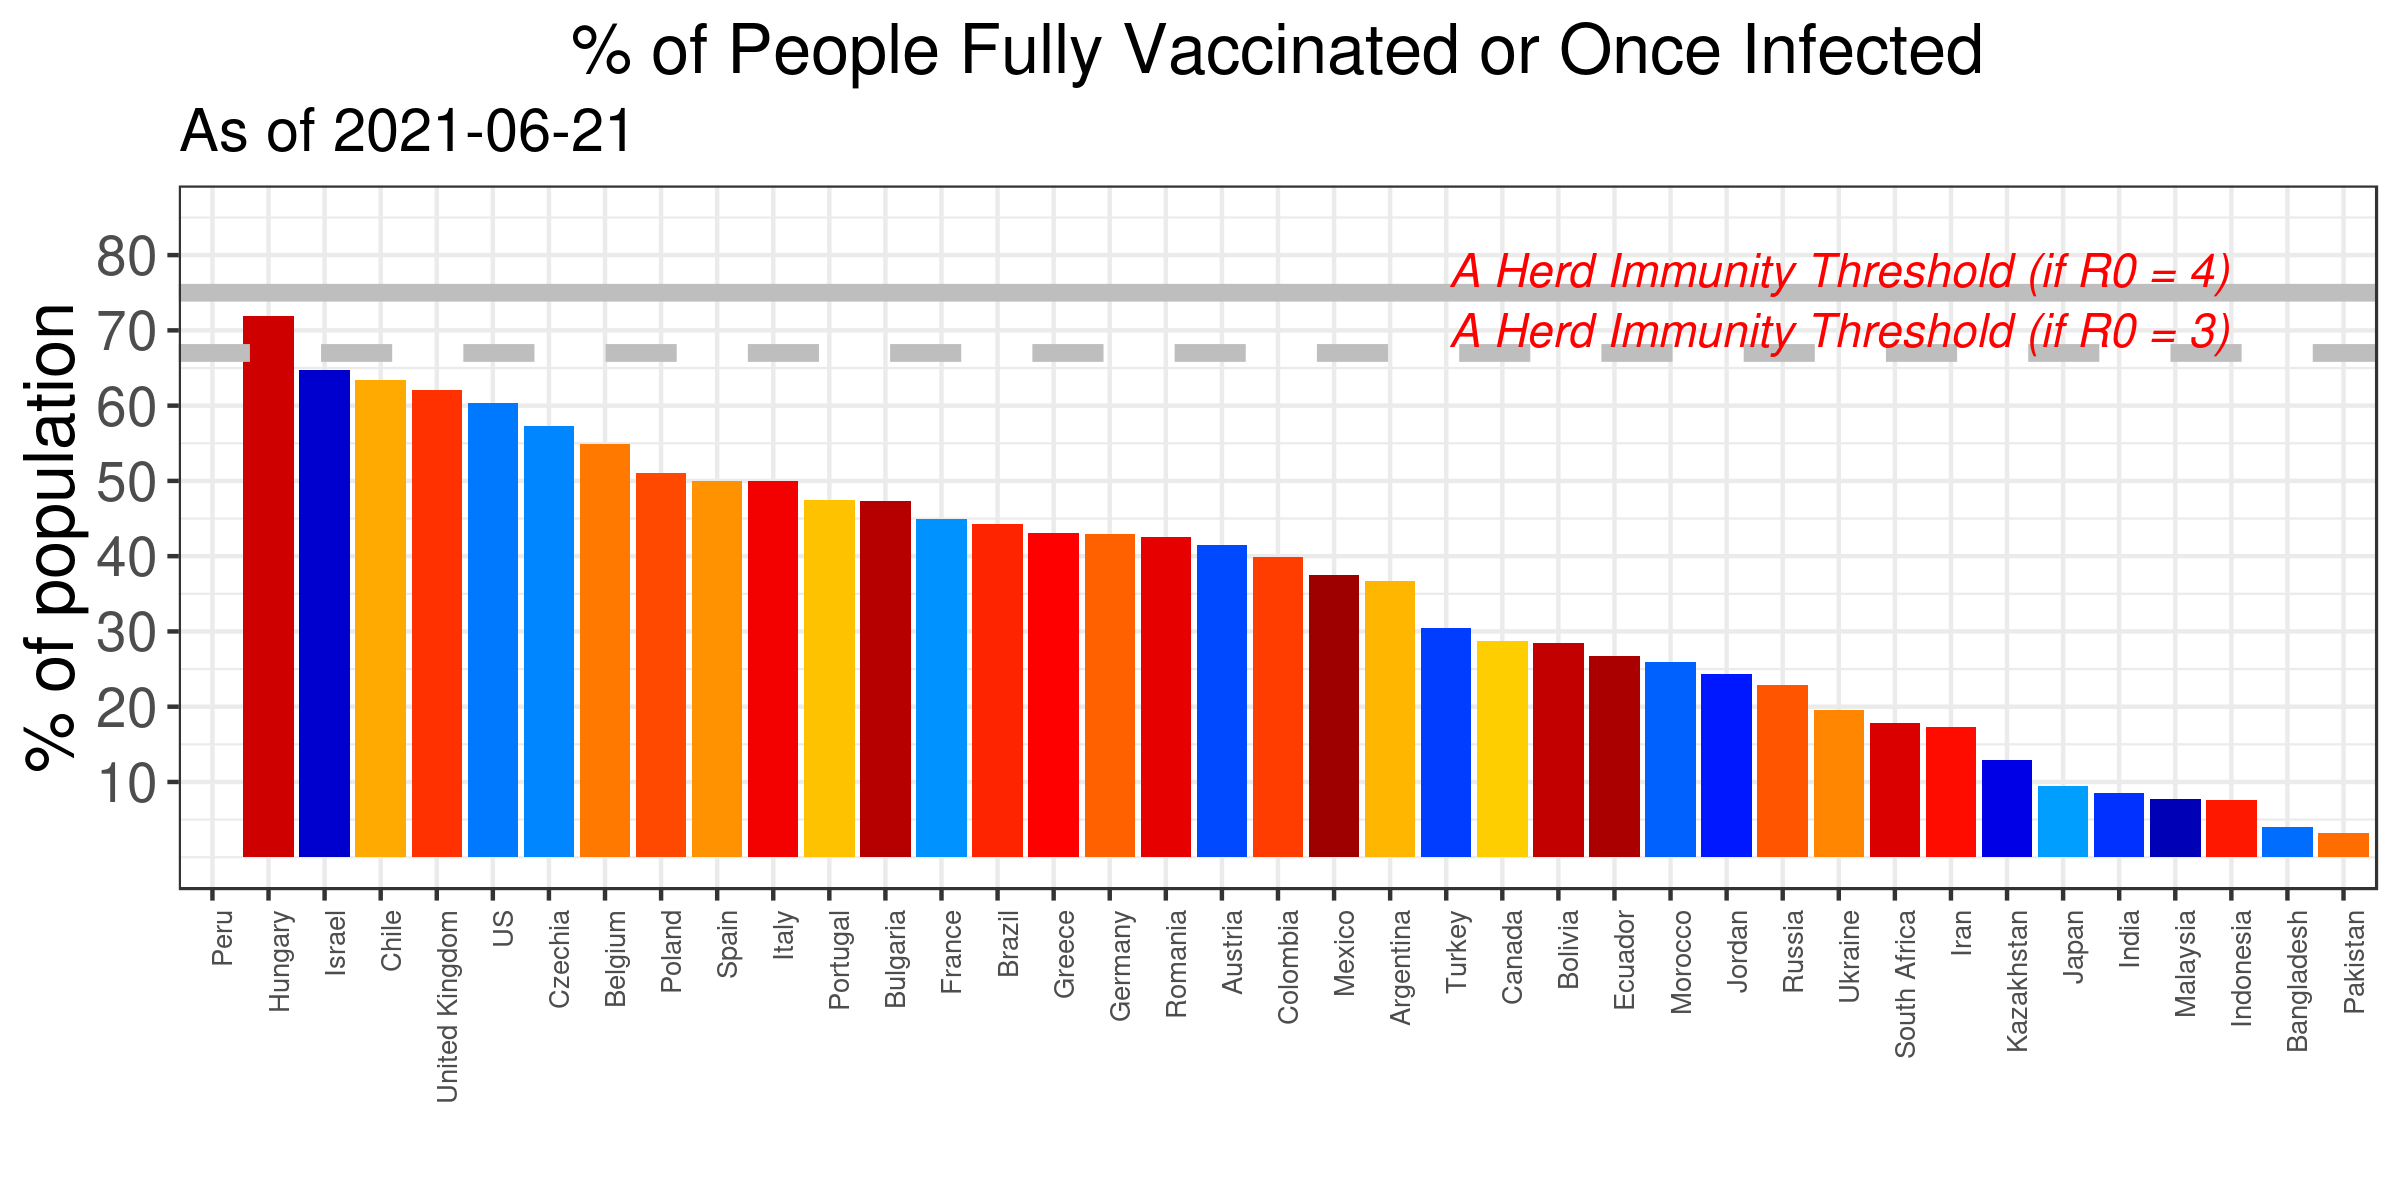 % of People Fully Vaccinated or Once Infected
As of 2021-06-21
% of population
80
70
60
50
40
30
20
10
A Herd Immunity Threshold (if R0 = 4)
A Herd Immunity Threshold (if R0 = 3)
Peru
Hungary
Israel
Chile
United Kingdom
US
Czechia
Belgium
Poland
Spain
Italy
Portugal
Bulgaria
France
Brazil
Greece
Germany
Romania
Austria
Colombia
Mexico
Argentina
Turkey
Canada
Bolivia
Ecuador
Morocco
Jordan
Russia
Ukraine
South Africa
Iran
Kazakhstan
Japan
India
Malaysia
Indonesia
Bangladesh
Pakistan